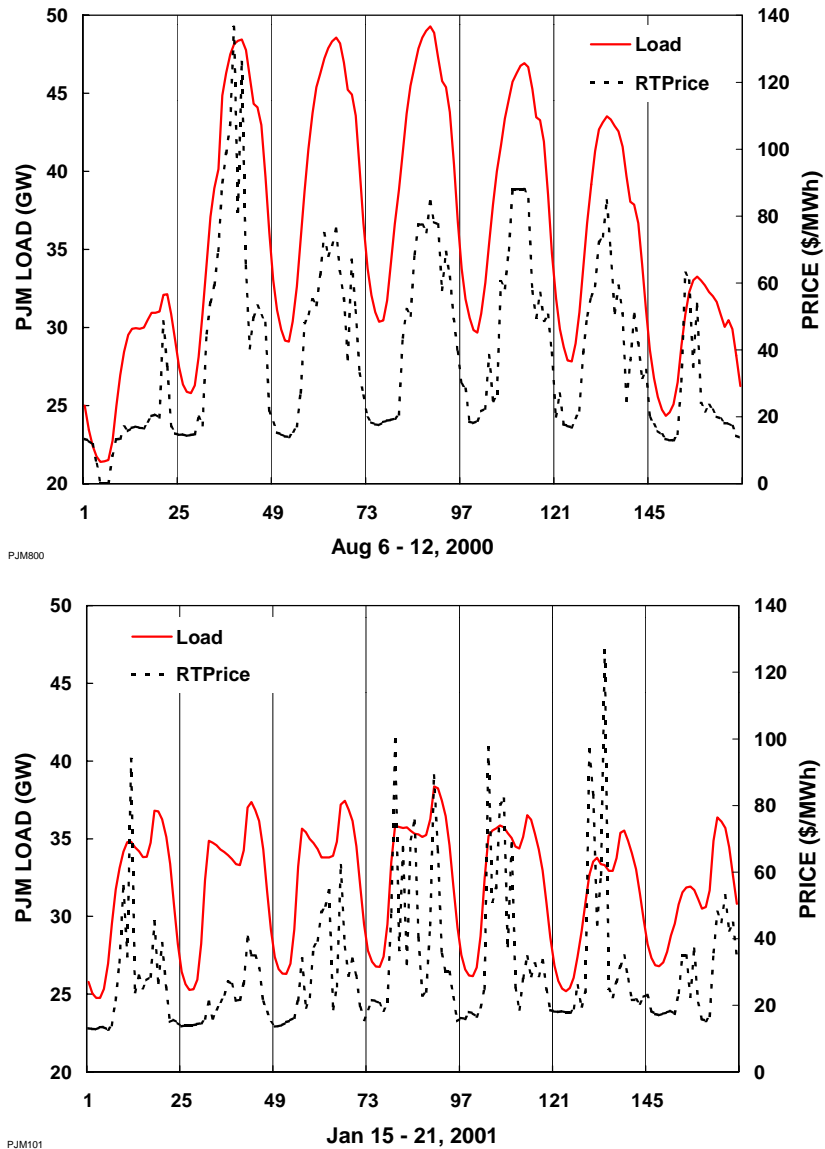 50
45
40
35
30
25
20
PJM LOAD (GW)
140
120
100
80
60
40
20
0
PRICE ($/MWh)
Load
RTPrice
1 25 49 73 97 121 145
Aug 6 - 12, 2000
PJM800
50
45
40
35
30
25
20
PJM LOAD (GW)
140
120
100
80
60
40
20
0
PRICE ($/MWh)
Load
RTPrice
1 25 49 73 97 121 145
Jan 15 - 21, 2001
PJM101